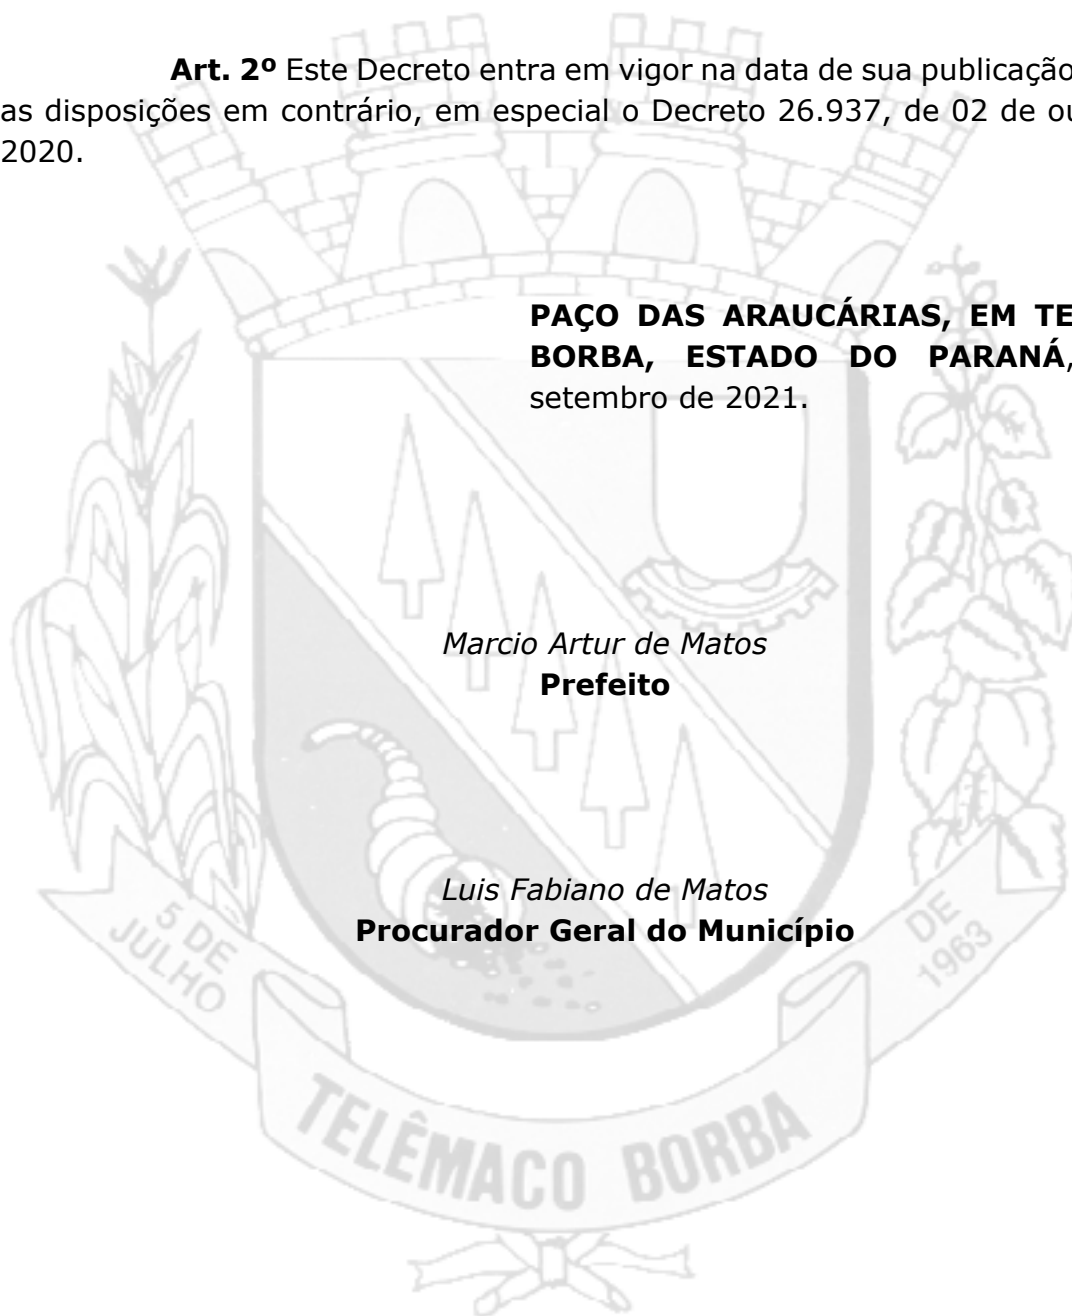 Art. 2º Este Decreto entra em vigor na data de sua publicação
as disposições em contrário, em especial o Decreto 26.937, de 02 de ou
2020.
PAÇO DAS ARAUCÁRIAS, EM TE
BORBA, ESTADO DO PARANÁ,
setembro de 2021.
Marcio Artur de Matos
Prefeito
Luis Fabiano de Matos
Procurador Geral do Município
5 DE
JULHO
DE
1963
TELÊMACO BORBA